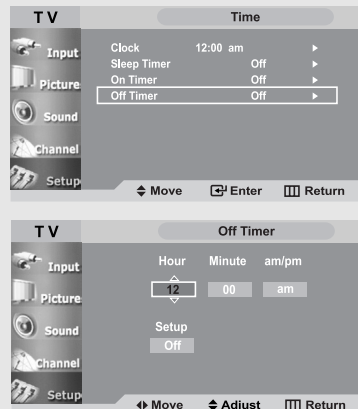 TV Time
Input
Picture
Sound
Channel
Setup
Clock 12:00 am
Sleep Timer Off
On Timer Off
Off Timer Off
Move Enter Return
TV Off Timer
Input
Picture
Sound
Channel
Setup
Hour Minute am/pm
12 00 am
Setup
Off
Move Adjust Return